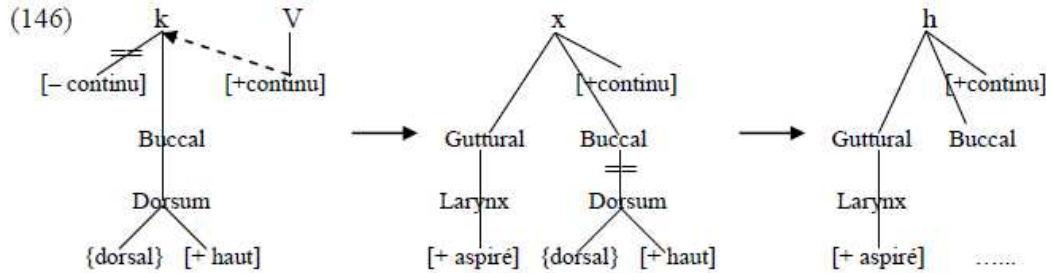 (146) k V x h
[– continu] [+continu] [+continu] [+continu]
Buccal Guttural Buccal Guttural Buccal
Dorsum Larynx Dorsum Larynx
{dorsal} [+ haut] [+ aspiré] {dorsal} [+ haut] [+ aspiré] ......